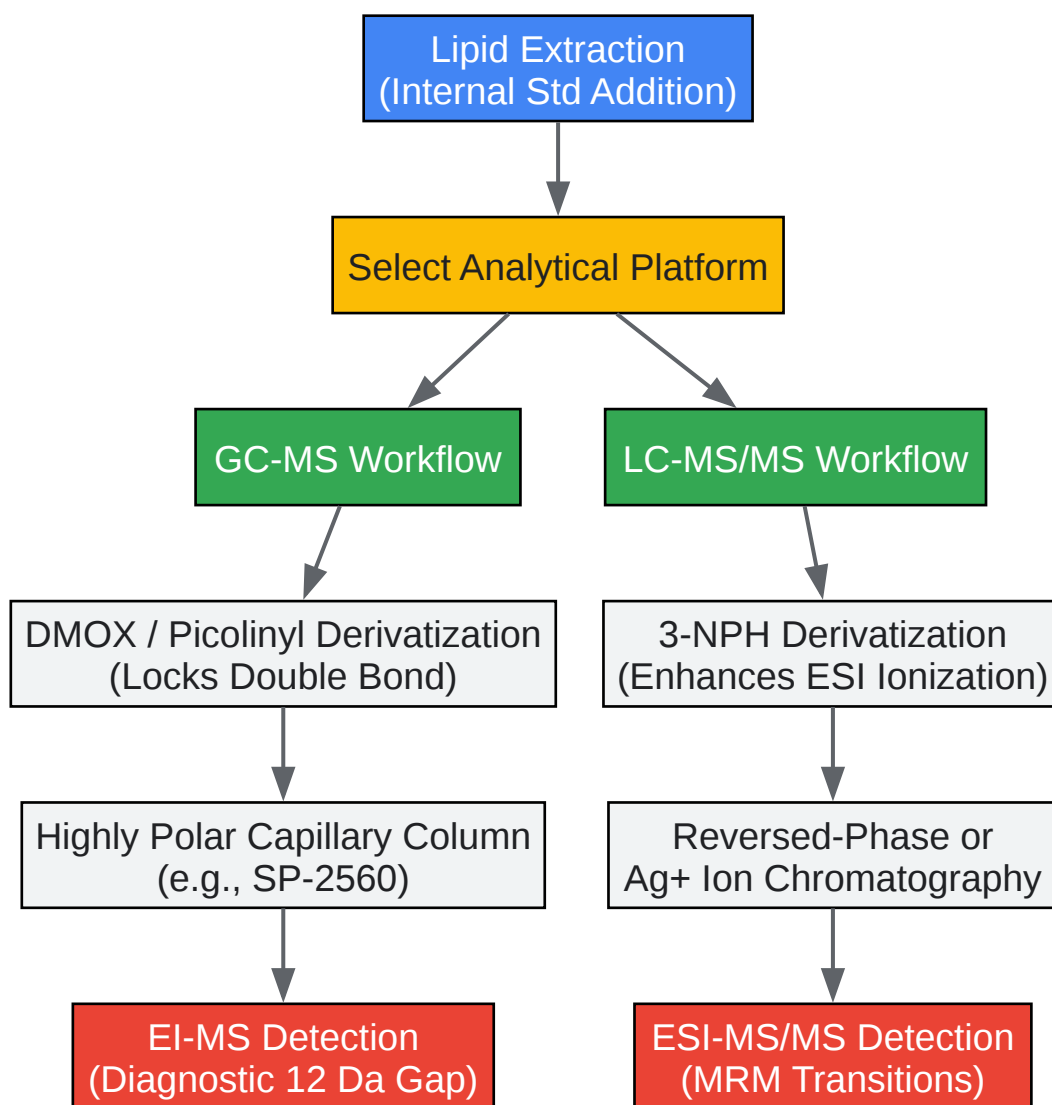 Lipid Extraction
(Internal Std Addition)
Select Analytical Platform
GC-MS Workflow
LC-MS/MS Workflow
DMOX / Picolinyl Derivatization
(Locks Double Bond)
3-NPH Derivatization
(Enhances ESI Ionization)
Highly Polar Capillary Column
(e.g., SP-2560)
Reversed-Phase or
Ag+ Ion Chromatography
EI-MS Detection
(Diagnostic 12 Da Gap)
ESI-MS/MS Detection
(MRM Transitions)